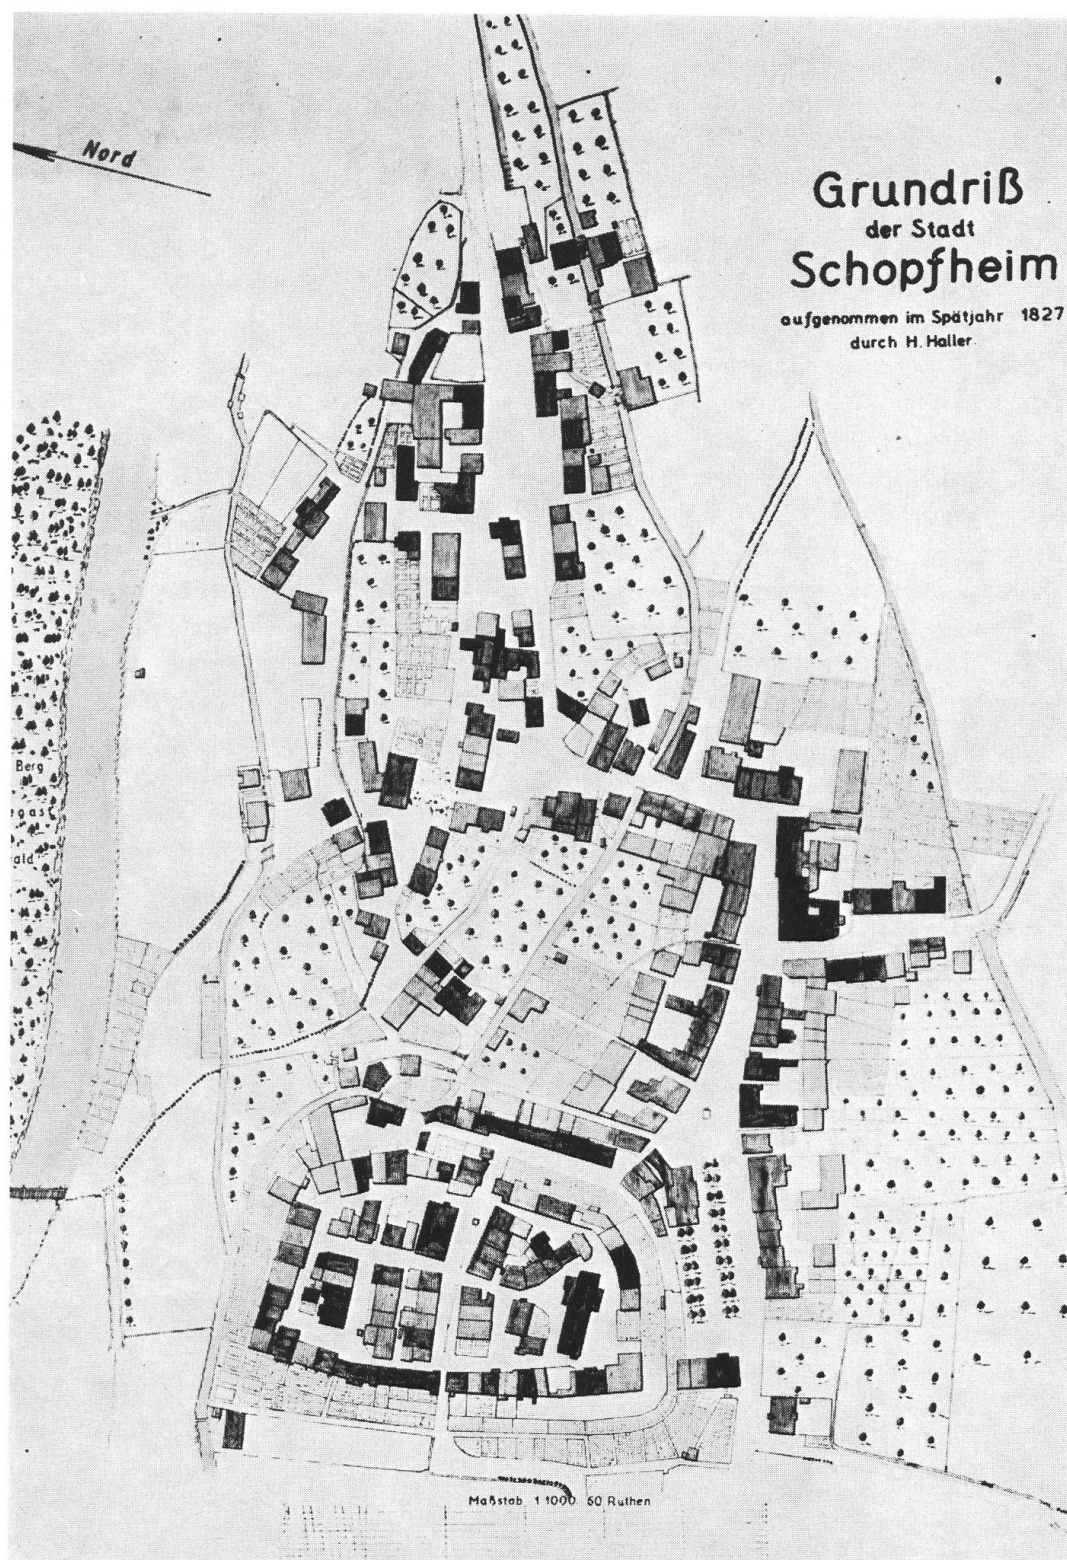 Nord
Grundriß
der Stadt
Schopfheim
aufgenommen im Spätjahr 1827
durch H. Haller
Berg
Maßstab 1:1000 60 Ruthen